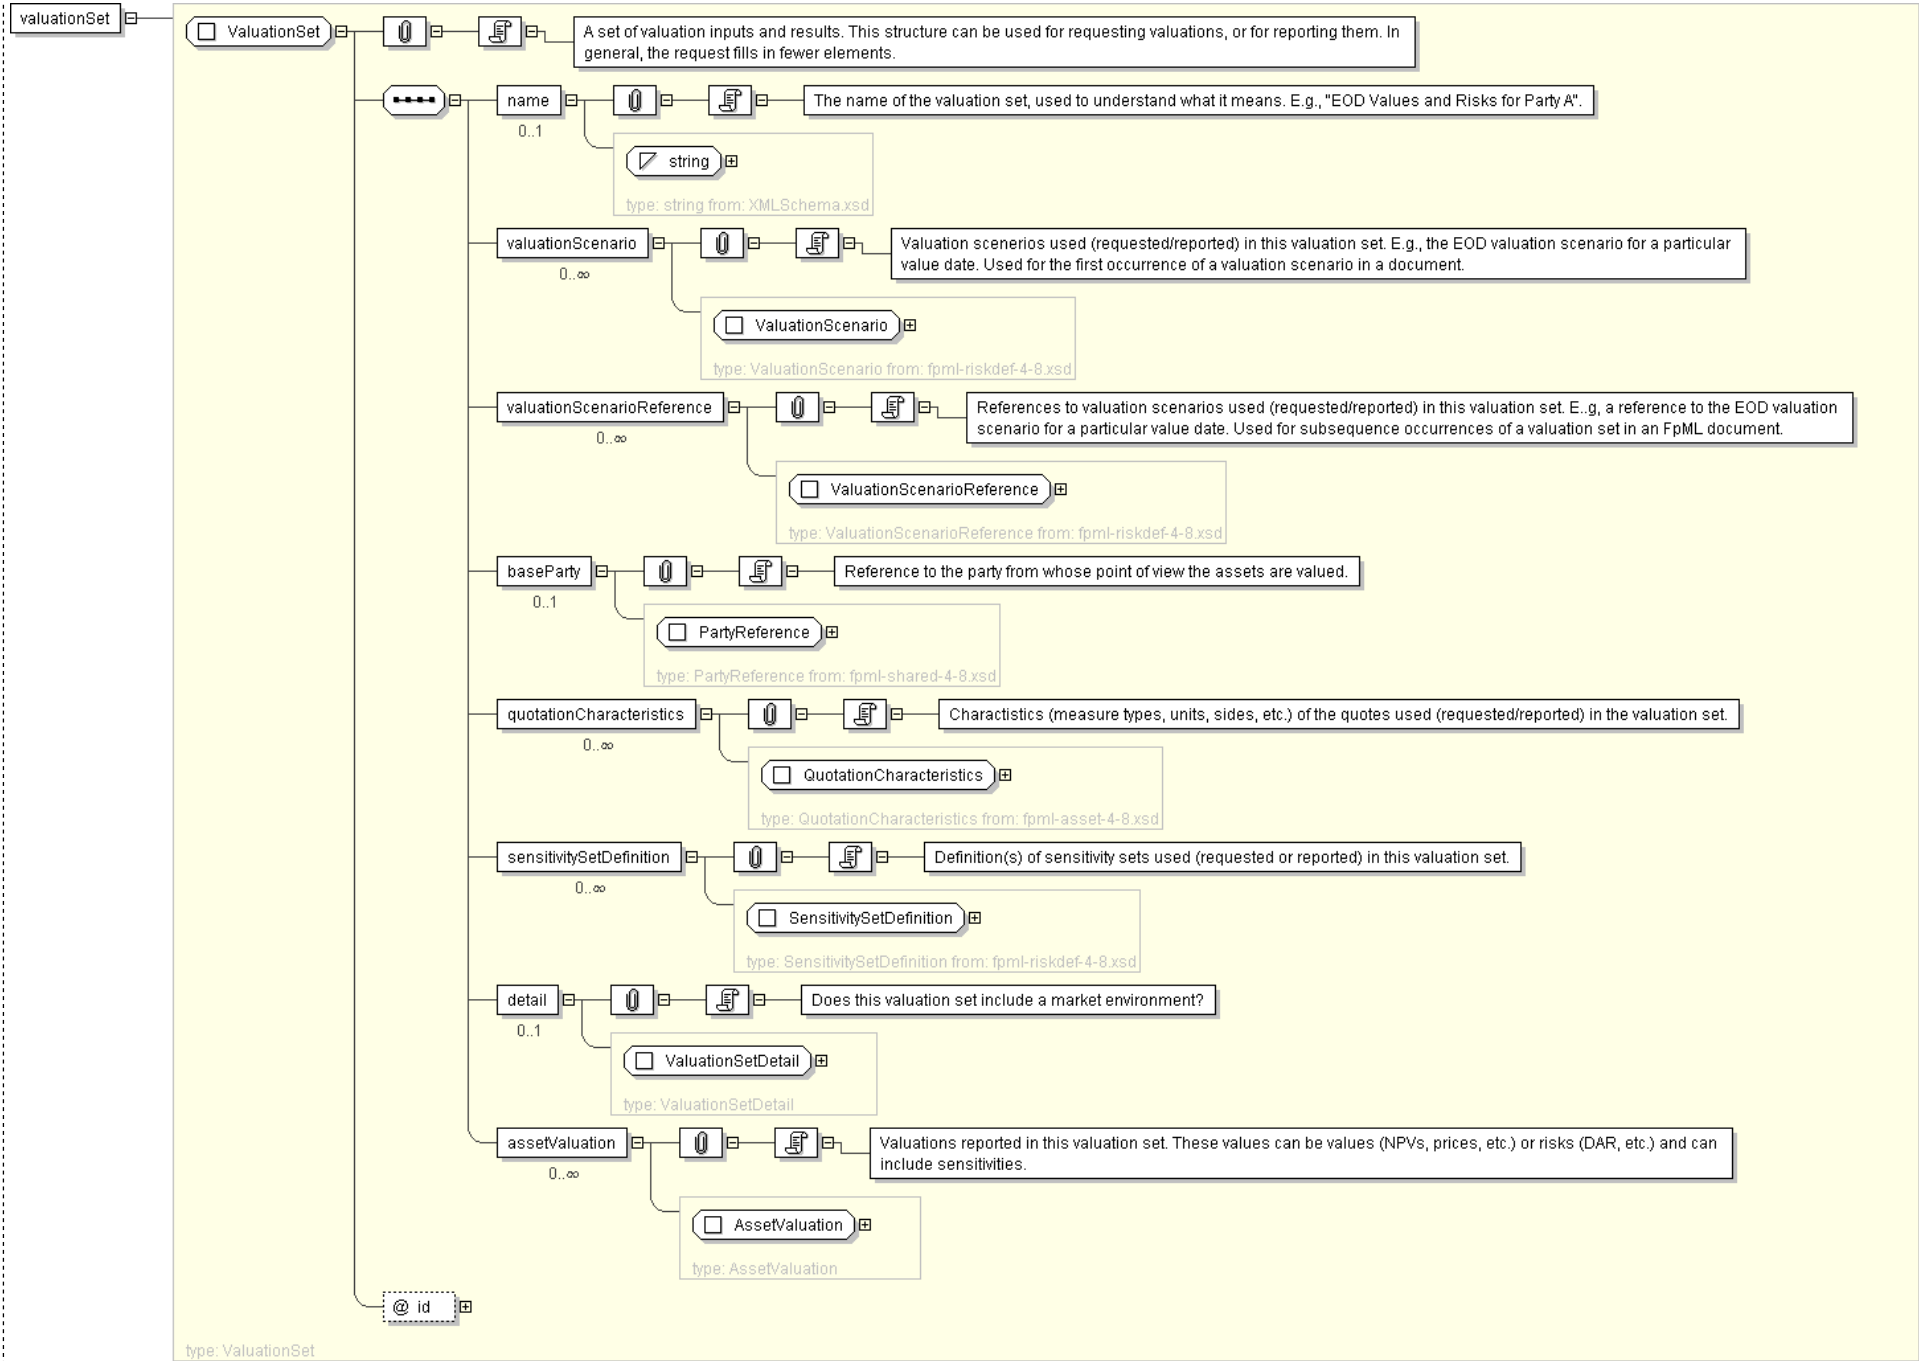 valuationSet
ValuationSet
A set of valuation inputs and results. This structure can be used for requesting valuations, or for reporting them. In
general, the request fills in fewer elements.
name
The name of the valuation set, used to understand what it means. E.g., "EOD Values and Risks for Party A".
0..1
string
type: string from: XMLSchema.xsd
valuationScenario
Valuation scenerios used (requested/reported) in this valuation set. E.g., the EOD valuation scenario for a particular
value date. Used for the first occurrence of a valuation scenario in a document.
0..∞
ValuationScenario
type: ValuationScenario from: fpml-riskdef-4-8.xsd
valuationScenarioReference
References to valuation scenarios used (requested/reported) in this valuation set. E..g, a reference to the EOD valuation
scenario for a particular value date. Used for subsequence occurrences of a valuation set in an FpML document.
0..∞
ValuationScenarioReference
type: ValuationScenarioReference from: fpml-riskdef-4-8.xsd
baseParty
Reference to the party from whose point of view the assets are valued.
0..1
PartyReference
type: PartyReference from: fpml-shared-4-8.xsd
quotationCharacteristics
Charactistics (measure types, units, sides, etc.) of the quotes used (requested/reported) in the valuation set.
0..∞
QuotationCharacteristics
type: QuotationCharacteristics from: fpml-asset-4-8.xsd
sensitivitySetDefinition
Definition(s) of sensitivity sets used (requested or reported) in this valuation set.
0..∞
SensitivitySetDefinition
type: SensitivitySetDefinition from: fpml-riskdef-4-8.xsd
detail
Does this valuation set include a market environment?
0..1
ValuationSetDetail
type: ValuationSetDetail
assetValuation
Valuations reported in this valuation set. These values can be values (NPVs, prices, etc.) or risks (DAR, etc.) and can
include sensitivities.
0..∞
AssetValuation
type: AssetValuation
@ id
type: ValuationSet